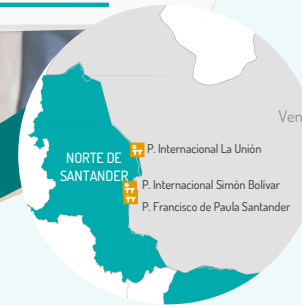 Ven
P. Internacional La Unión
NORTE DE
SANTANDER
P. Internacional Simón Bolívar
P. Francisco de Paula Santander